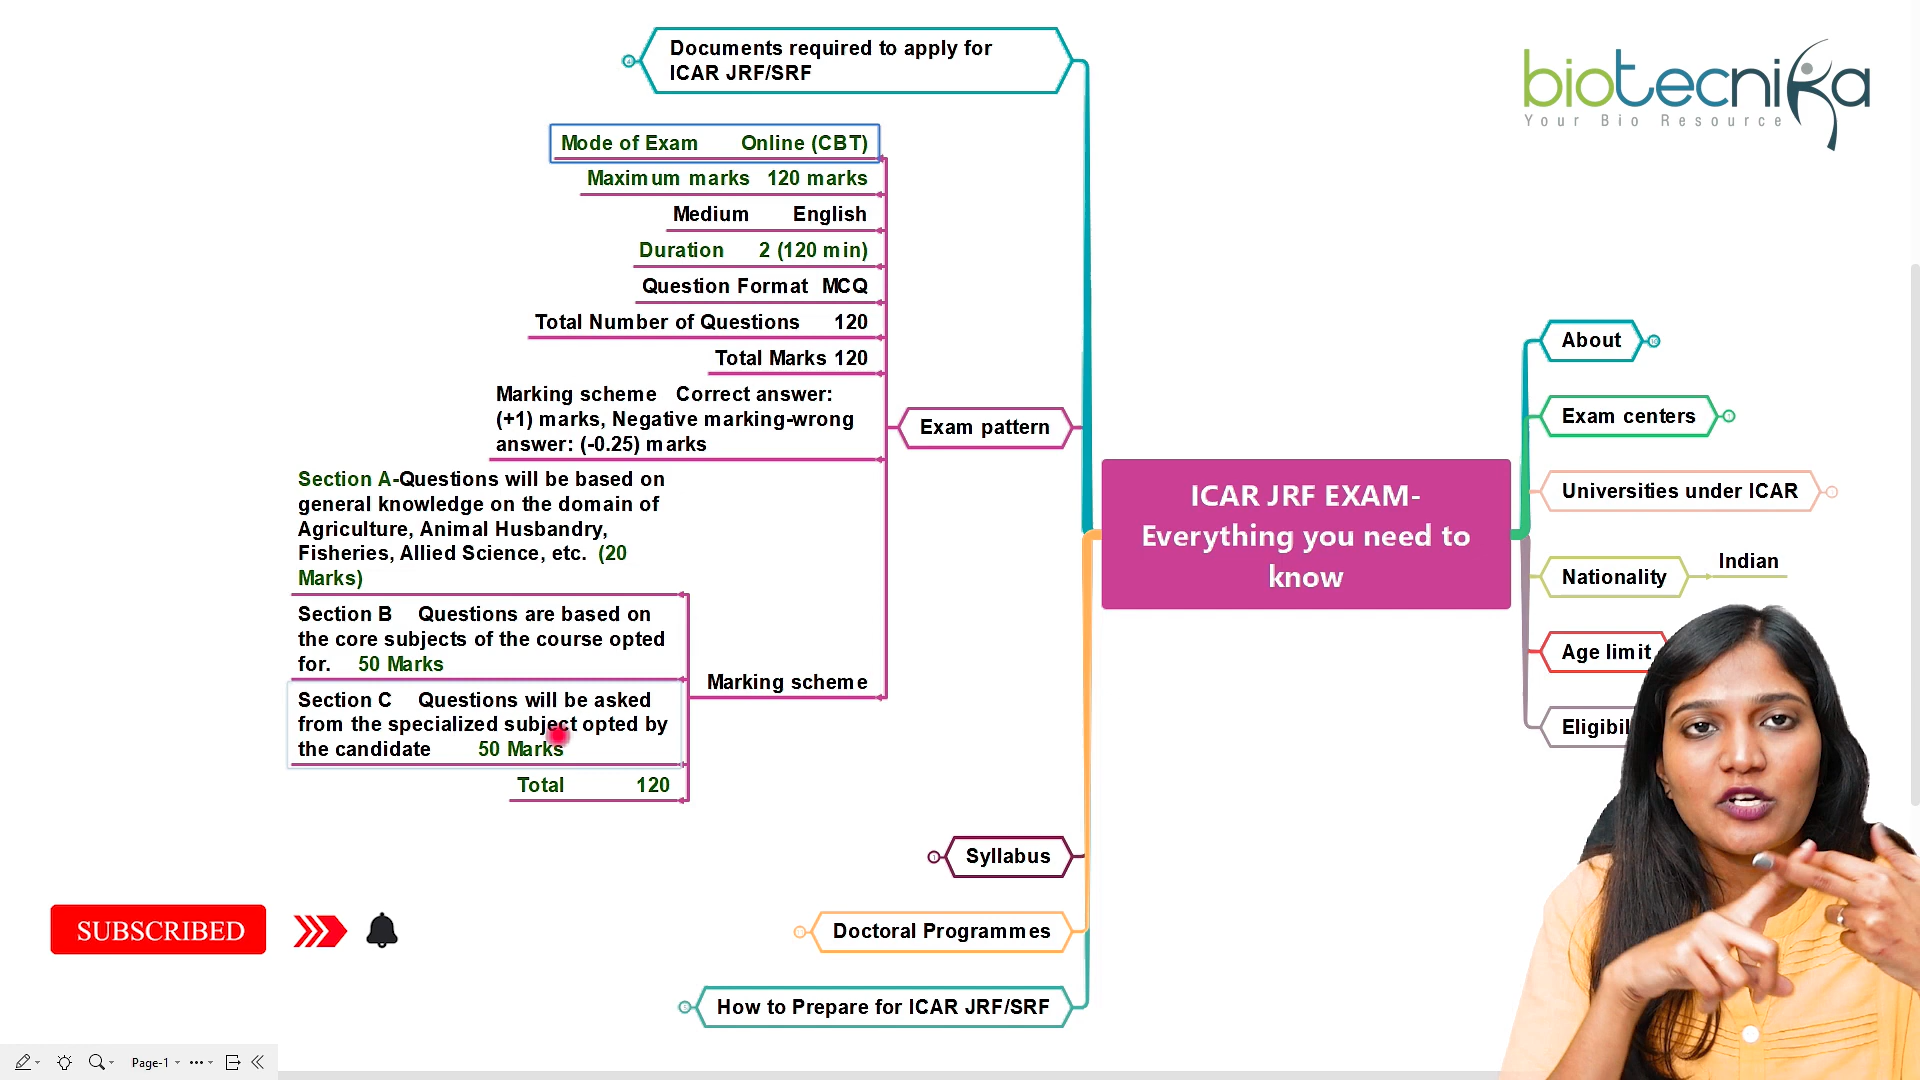 Documents required to apply for
ICAR JRF/SRF
biotecnika
Your Bio Resource
Mode of Exam Online (CBT)
Maximum marks 120 marks
Medium English
Duration 2 (120 min)
Question Format MCQ
Total Number of Questions 120
Total Marks 120
Marking scheme Correct answer:
(+1) marks, Negative marking-wrong
answer: (-0.25) marks
Exam pattern
Section A-Questions will be based on
general knowledge on the domain of
Agriculture, Animal Husbandry,
Fisheries, Allied Science, etc. (20
Marks)
Section B Questions are based on
the core subjects of the course opted
for. 50 Marks
Section C Questions will be asked
from the specialized subject opted by
the candidate 50 Marks
Total 120
Marking scheme
ICAR JRF EXAM-
Everything you need to
know
About
Exam centers
Universities under ICAR
Nationality
Indian
Age limit
Eligibil
Syllabus
Doctoral Programmes
How to Prepare for ICAR JRF/SRF
SUBSCRIBED
Page-1